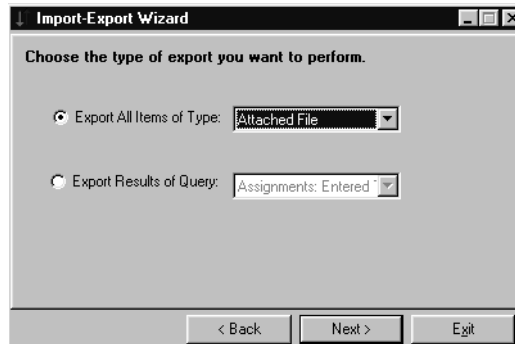 Import-Export Wizard
Choose the type of export you want to perform.
Export All Items of Type: Attached File
Export Results of Query: Assignments: Entered
< Back Next > Exit